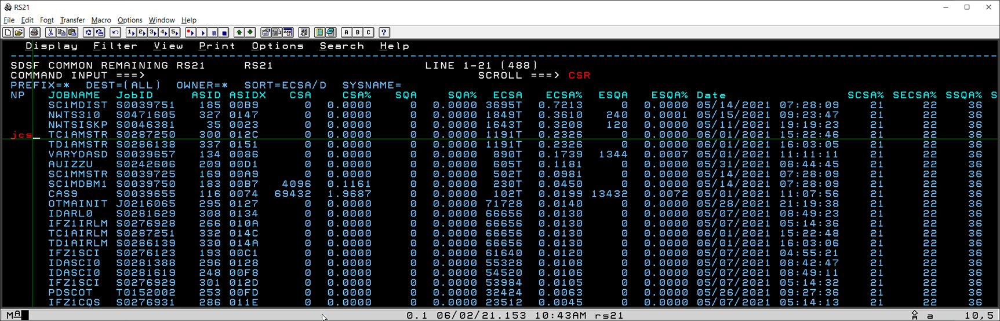 RS21
File Edit Font Transfer Macro Options Window Help
1 2 3 4 5 A B C ?
Display Filter View Print Options Search Help
SDSF COMMON REMAINING RS21 RS21 LINE 1-21 (488)
COMMAND INPUT ===> SCROLL ===> CSR
PREFIX=* DEST=(ALL) OWNER=* SORT=ECSA/D SYSNAME=
NP JOBNAME JobID ASID ASIDX CSA CSA% SQA SQA% ECSA ECSA% ESQA ESQA% Date SCSA% SECSA% SSQA% S
SC1MDIST S0039751 185 00B9 0 0.0000 0 0.0000 3695T 0.7213 0 0.0000 05/14/2021 07:28:09 21 22 36
NWTS310 S0471605 327 0147 0 0.0000 0 0.0000 1849T 0.3610 240 0.0001 05/15/2021 09:23:47 21 22 36
NWTSISKP S0046381 35 0023 0 0.0000 0 0.0000 1643T 0.3208 120 0.0000 05/11/2021 19:19:23 21 22 36
jcs_ TC1AMSTR S0287250 300 012C 0 0.0000 0 0.0000 1191T 0.2326 0 0.0000 06/01/2021 15:22:46 21 22 36
TD1AMSTR S0286138 337 0151 0 0.0000 0 0.0000 1191T 0.2326 0 0.0000 06/01/2021 16:03:05 21 22 36
VARYDASD S0039657 134 0086 0 0.0000 0 0.0000 890T 0.1739 1344 0.0007 05/01/2021 11:11:11 21 22 36
AUIZZU S0242606 209 00D1 0 0.0000 0 0.0000 605T 0.1181 0 0.0000 05/31/2021 08:44:45 21 22 36
SC1MMSTR S0039725 169 00A9 0 0.0000 0 0.0000 502T 0.0981 0 0.0000 05/14/2021 07:28:09 21 22 36
SC1MDBM1 S0039750 183 00B7 4096 0.1161 0 0.0000 230T 0.0450 0 0.0000 05/14/2021 07:28:09 21 22 36
CAS9 S0039655 116 0074 69432 1.9687 0 0.0000 102T 0.0199 13432 0.0072 05/01/2021 11:07:56 21 22 36
OTMAINIT J0216065 295 0127 0 0.0000 0 0.0000 71728 0.0140 0 0.0000 05/28/2021 21:19:38 21 22 36
IDARL0 S0281629 308 0134 0 0.0000 0 0.0000 66656 0.0130 0 0.0000 05/07/2021 08:49:23 21 22 36
IFZ1IRLM S0276928 266 010A 0 0.0000 0 0.0000 66656 0.0130 0 0.0000 05/07/2021 05:14:36 21 22 36
TC1AIRLM S0287251 332 014C 0 0.0000 0 0.0000 66656 0.0130 0 0.0000 06/01/2021 15:22:48 21 22 36
TD1AIRLM S0286139 330 014A 0 0.0000 0 0.0000 66656 0.0130 0 0.0000 06/01/2021 16:03:06 21 22 36
IFZ1SCI S0276123 193 00C1 0 0.0000 0 0.0000 61640 0.0120 0 0.0000 05/07/2021 04:55:21 21 22 36
IDASCI0 S0281388 296 0128 0 0.0000 0 0.0000 55328 0.0108 0 0.0000 05/07/2021 08:42:47 21 22 36
IDASCI0 S0281619 248 00F8 0 0.0000 0 0.0000 54520 0.0106 0 0.0000 05/07/2021 08:49:11 21 22 36
IFZ1SCI S0276929 301 012D 0 0.0000 0 0.0000 53984 0.0105 0 0.0000 05/07/2021 05:14:32 21 22 36
PDSCOT T0152002 253 00FD 0 0.0000 0 0.0000 32424 0.0063 0 0.0000 05/26/2021 09:27:36 21 22 36
IFZ1CQS S0276931 286 011E 0 0.0000 0 0.0000 23512 0.0045 0 0.0000 05/07/2021 05:14:13 21 22 36
MA 0.1 06/02/21.153 10:43AM rs21 a 10,5